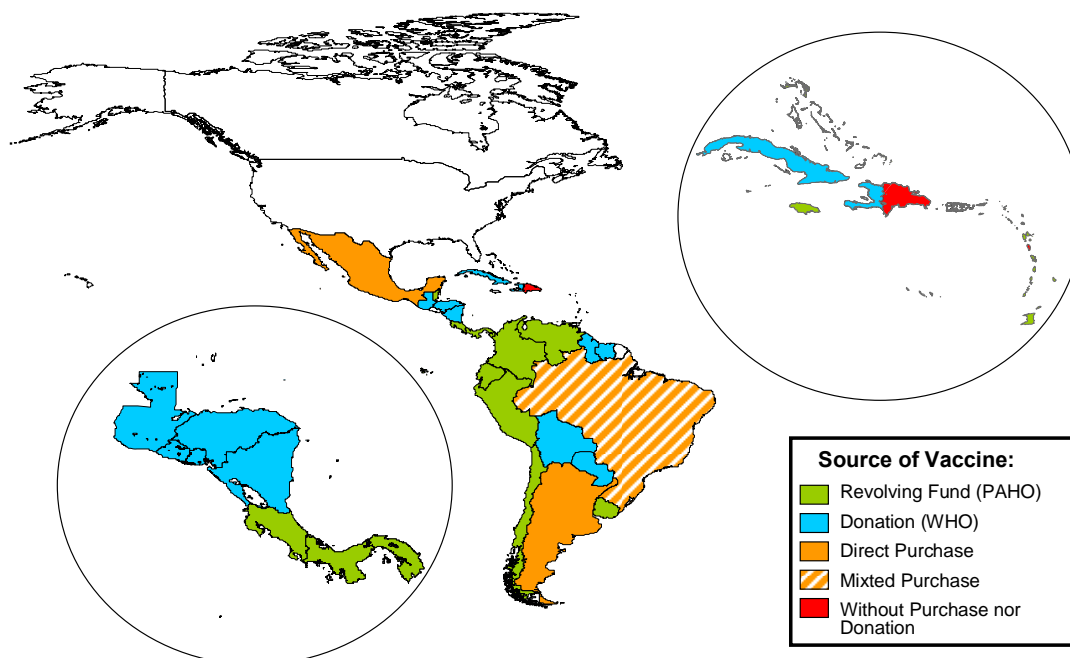 Source of Vaccine:
Revolving Fund (PAHO)
Donation (WHO)
Direct Purchase
Mixted Purchase
Without Purchase nor
Donation